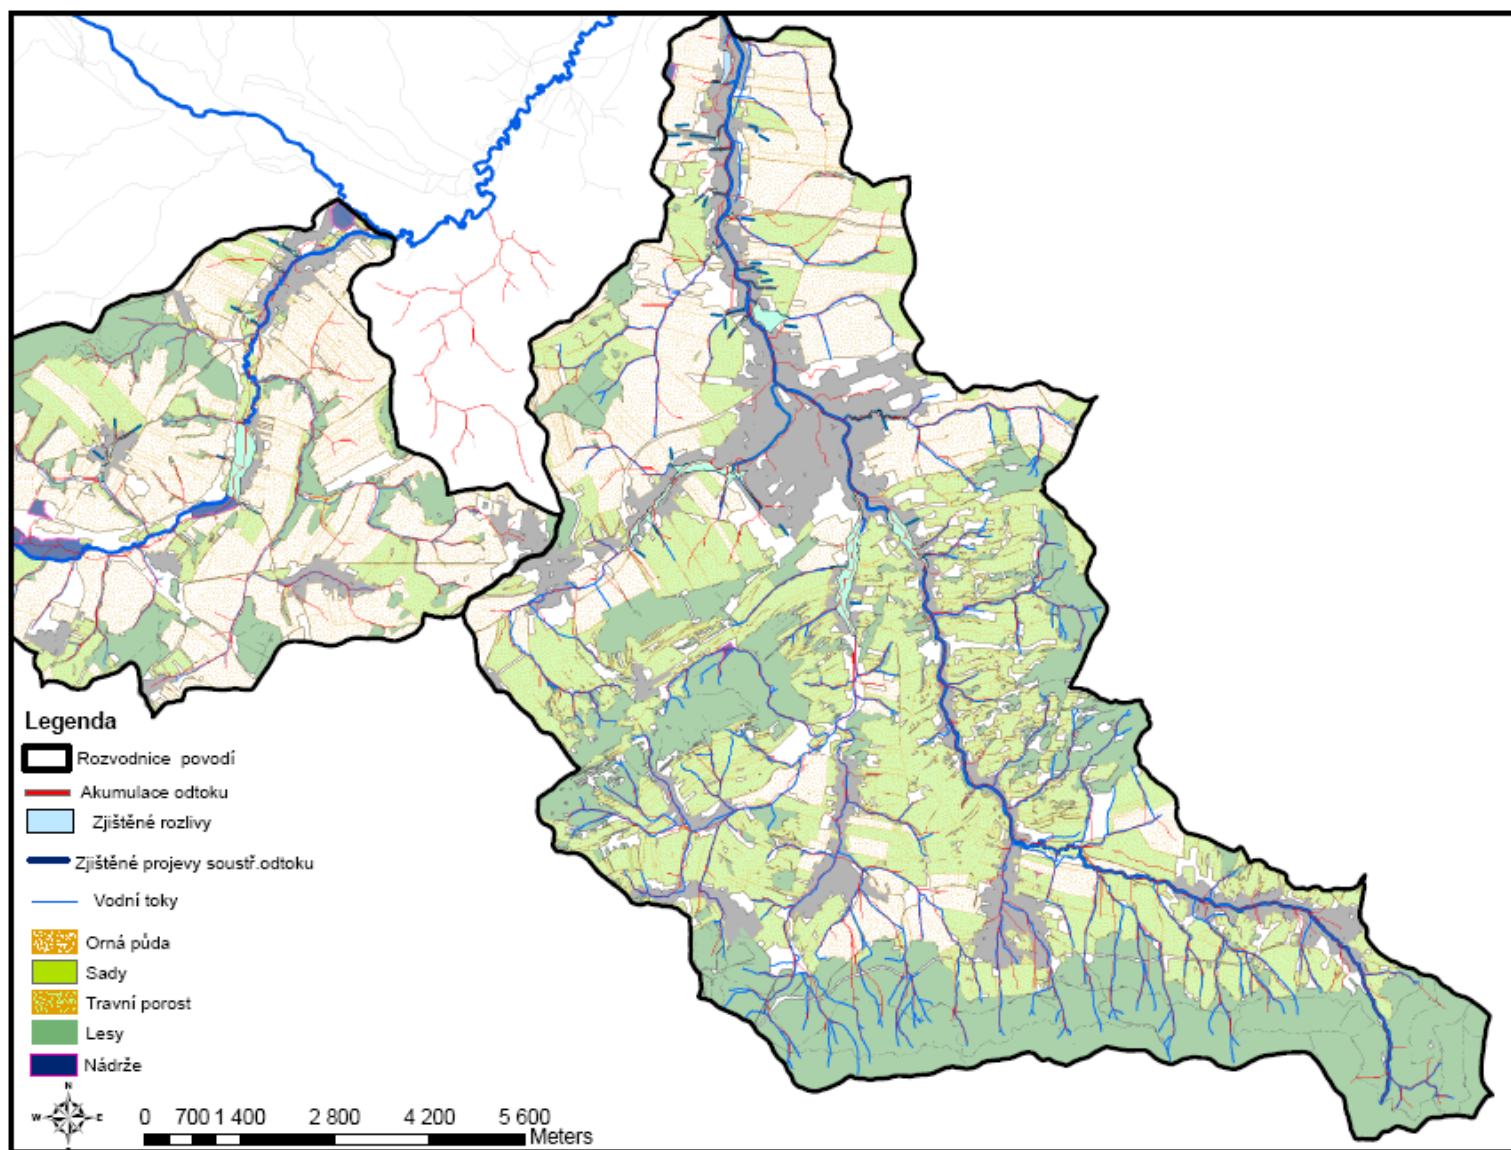 Legenda
Rozvodnice povodí
Akumulace odtoku
Zjištěné rozlivy
Zjištěné projevy soustř.odtoku
Vodní toky
Orná půda
Sady
Travní porost
Lesy
Nádrže
N
W E
S
0 700 1 400 2 800 4 200 5 600
Meters